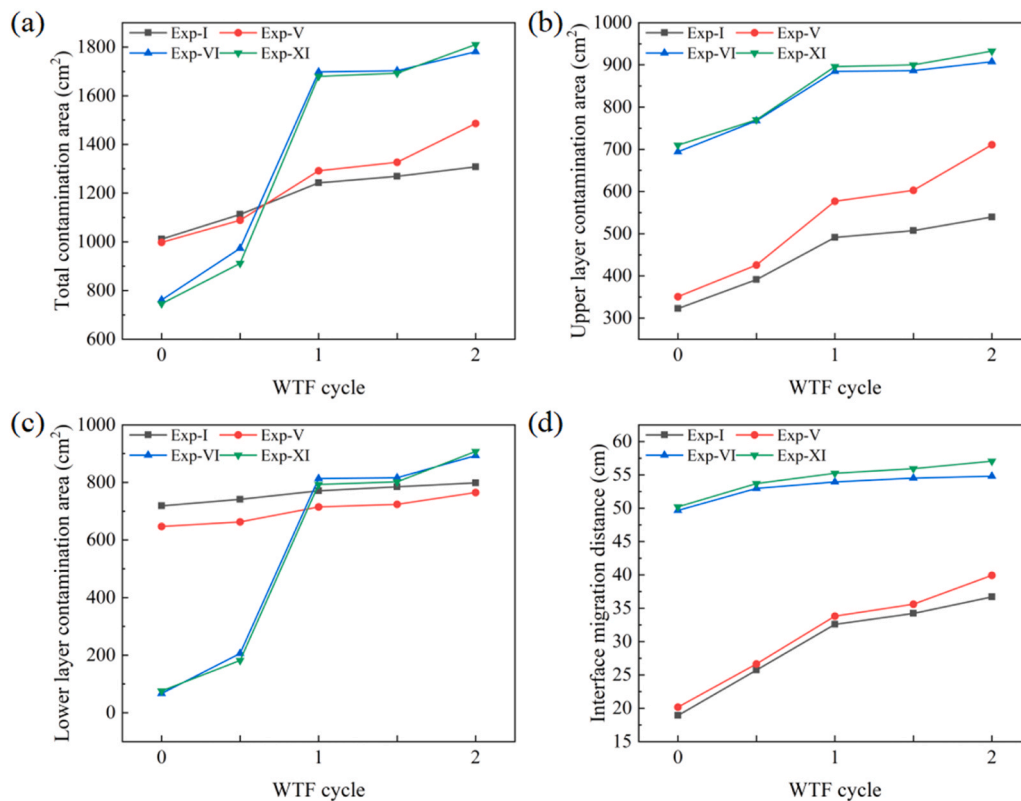 (a)
Exp-I Exp-V
Exp-VI Exp-XI
Total contamination area (cm²)
1800
1600
1400
1200
1000
800
600
0 1 2
WTF cycle
(b)
Exp-I Exp-V
Exp-VI Exp-XI
Upper layer contamination area (cm²)
1000
900
800
700
600
500
400
300
0 1 2
WTF cycle
(c)
Exp-I Exp-V
Exp-VI Exp-XI
Lower layer contamination area (cm²)
1000
800
600
400
200
0
0 1 2
WTF cycle
(d)
Exp-I Exp-V
Exp-VI Exp-XI
Interface migration distance (cm)
60
55
50
45
40
35
30
25
20
15
0 1 2
WTF cycle